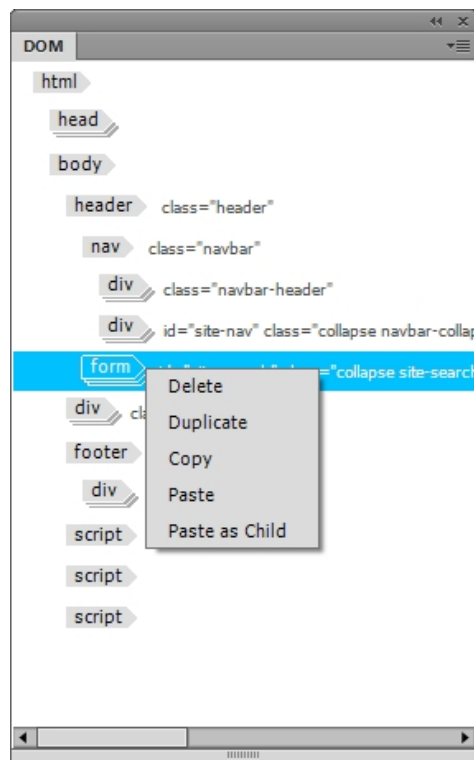 DOM
html
head
body
header class="header"
nav class="navbar"
div class="navbar-header"
div id="site-nav" class="collapse navbar-collap
form ="collapse site-search
Delete
div
Duplicate
footer
Copy
div
Paste
script
Paste as Child
script
script